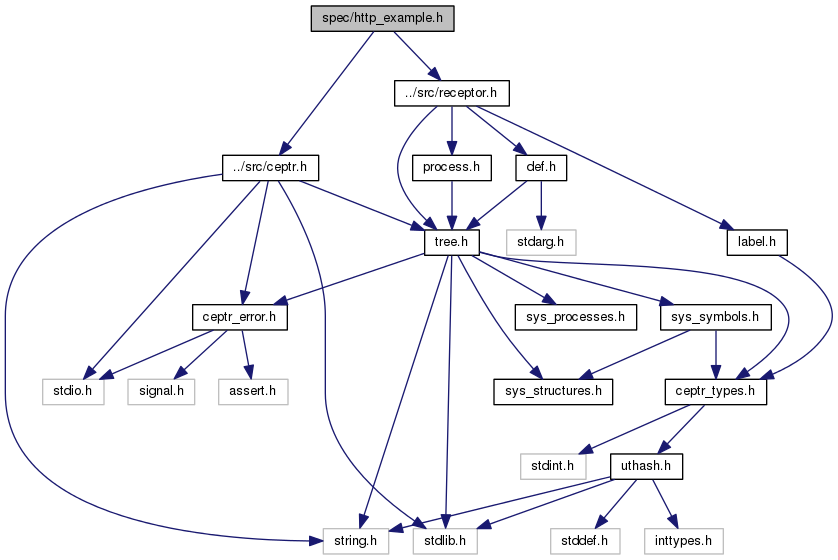 spec/http_example.h
../src/receptor.h
../src/ceptr.h
process.h
def.h
tree.h
stdarg.h
label.h
ceptr_error.h
sys_processes.h
sys_symbols.h
stdio.h
signal.h
assert.h
sys_structures.h
ceptr_types.h
stdint.h
uthash.h
string.h
stdlib.h
stddef.h
inttypes.h